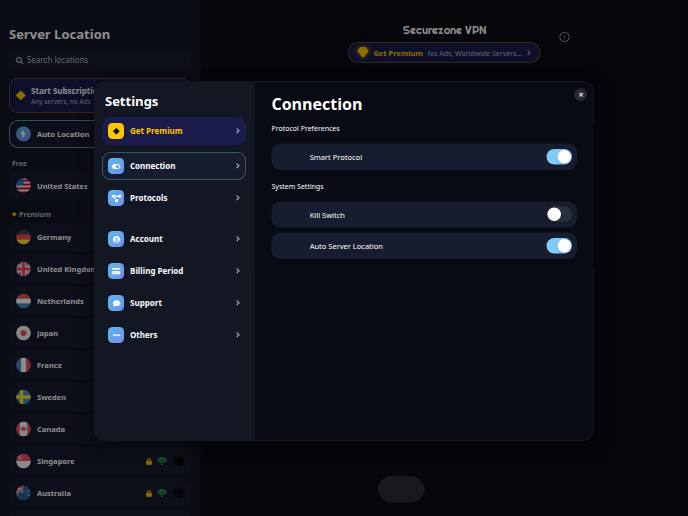 Server Location
Search locations
Any servers, no Ads
Auto Location
Free
United States
Premium
Germany
United Kingdom
Netherlands
Japan
France
Sweden
Canada
Singapore
Australia
Securezone VPN
Get Premium No Ads, Worldwide Servers...
Settings
Get Premium
Connection
Protocols
Account
Billing Period
Support
Others
Connection
Protocol Preferences
Smart Protocol
System Settings
Kill Switch
Auto Server Location